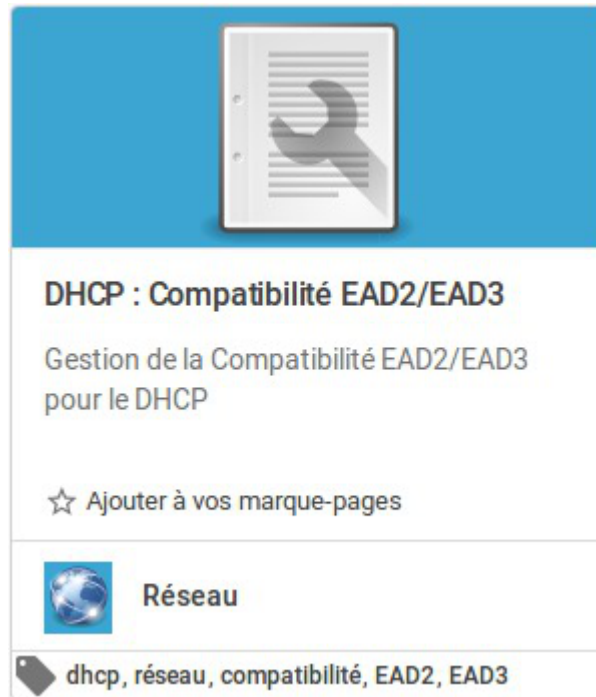 DHCP : Compatibilité EAD2/EAD3
Gestion de la Compatibilité EAD2/EAD3
pour le DHCP
Ajouter à vos marque-pages
Réseau
dhcp, réseau, compatibilité, EAD2, EAD3